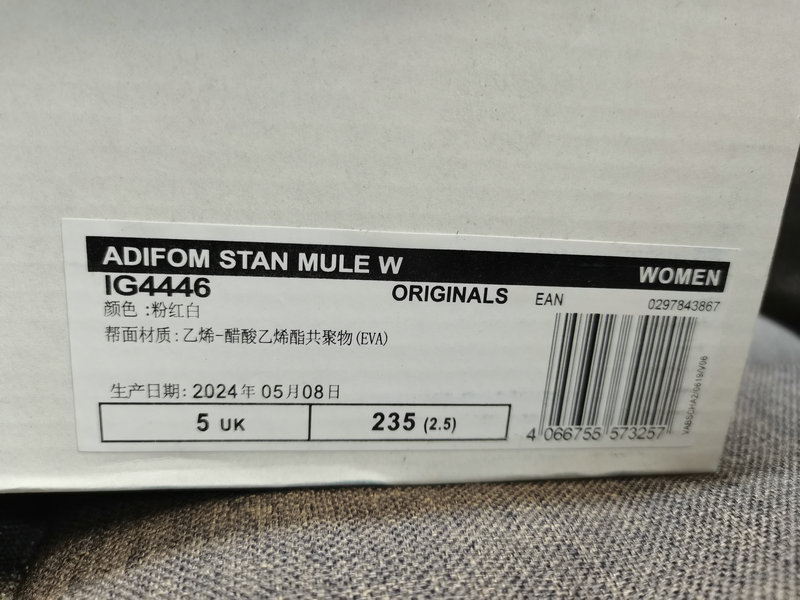 ADIFOM STAN MULE W
WOMEN
IG4446
ORIGINALS
EAN
0297843867
颜色:粉红白
帮面材质:乙烯-醋酸乙烯酯共聚物(EVA)
生产日期: 2024年 05月08日
5 UK
235 (2.5)
4 066755 573257